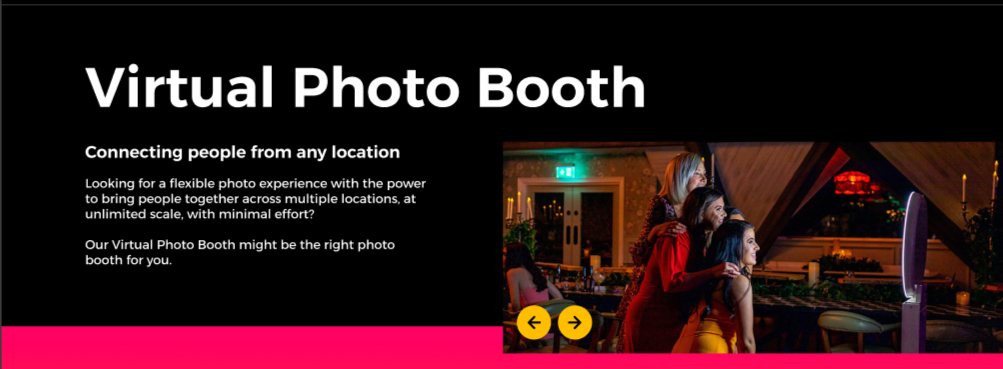 Virtual Photo Booth
Connecting people from any location
Looking for a flexible photo experience with the power
to bring people together across multiple locations, at
unlimited scale, with minimal effort?
Our Virtual Photo Booth might be the right photo
booth for you.